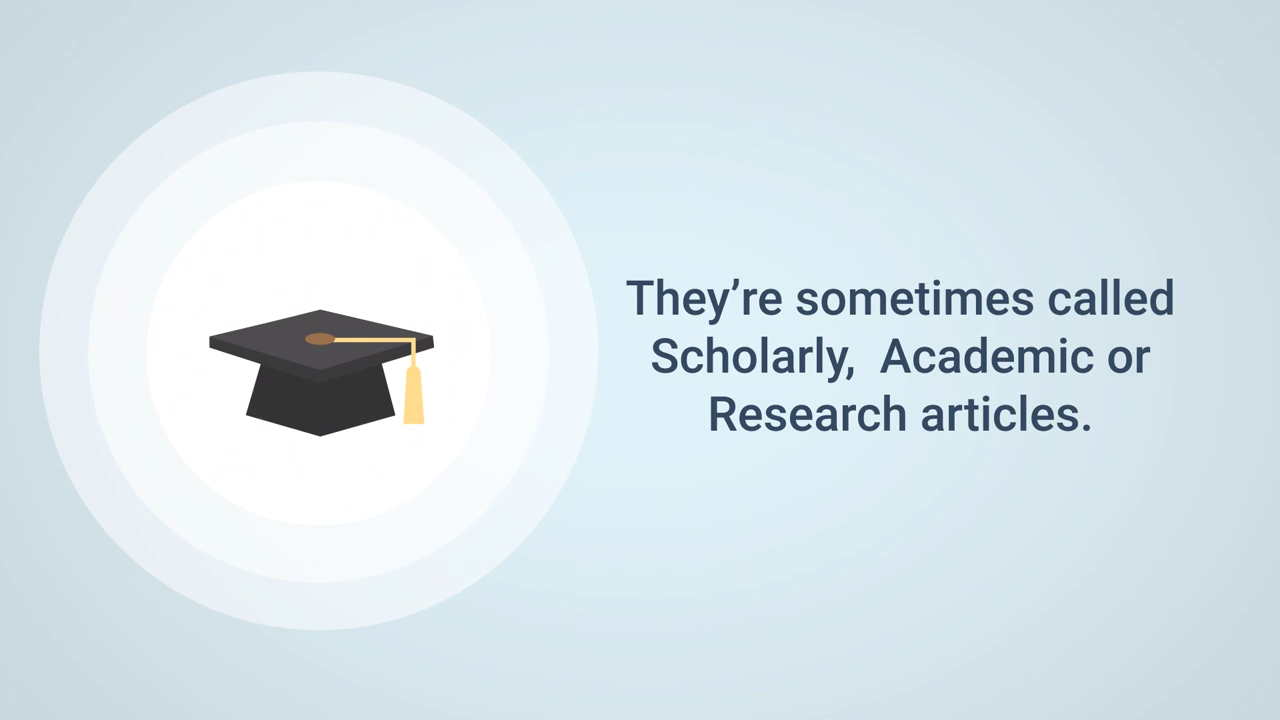 They’re sometimes called
Scholarly,  Academic or
Research articles.